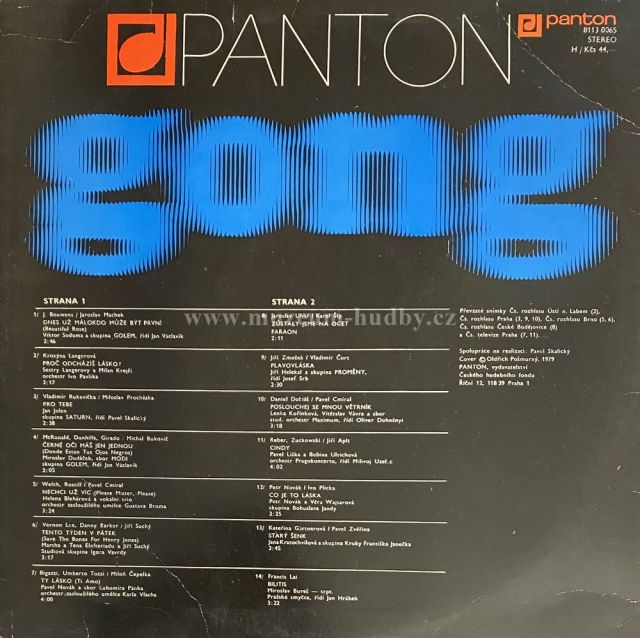 PANTON
panton
8113 0065
STEREO
H / Kčs 44,—
gong
www.museum-hudby.cz
STRANA 1
1/ J. Bouwens / Jaroslav Machek
DNES UŽ MÁLOKDO MŮŽE BÝT PRVNÍ
(Beautiful Rose)
Viktor Sodoma a skupina GOLEM, řídí Jan Václavík
2:46
2/ Kristýna Langerová
PROČ ODCHÁZÍŠ LÁSKO?
Sestry Langerovy a Milan Krejčí
orchestr Ivo Pavlíka
3:17
3/ Vladimír Rukavička / Miloslav Procházka
PRO TEBE
Jan Jolen
skupina SATURN, řídí Pavel Skalický
2:38
4/ McRonald, Dunhills, Girado / Michal Bukovič
ČERNÉ OČI MÁŠ JEN JEDNOU
(Donde Estan Tus Ojos Negros)
Miroslav Dudáček, sbor MODI
skupina GOLEM, řídí Jan Václavík
3:05
5/ Welch, Rostill / Pavel Cmíral
NECHCI UŽ VÍC (Please Mister, Please)
Helena Blehárová a vokální trio
orchestr zasloužilého umělce Gustava Broma
3:24
6/ Vernon Lee, Danny Barker / Jiří Suchý
TENTO TÝDEN V PÁTEK
(Save The Bones For Henry Jones)
Martha a Tena Elefteriadu a Jiří Suchý
Studiová skupina Igora Vavrdy
3:17
7/ Bigazzi, Umberto Tozzi / Miloň Čepelka
TY LÁSKO (Ti Amo)
Pavel Novák a sbor Lubomíra Pánka
orchestr zasloužilého umělce Karla Vlacha
4:00
STRANA 2
8/ Jaroslav Uhlíř / Karel Šíp
ZŮSTALY JSME NA OCET
FARAON
2:11
9/ Jiří Zmožek / Vladimír Čort
PLAVOVLÁSKA
Jiří Helekal a skupina PROMĚNY,
řídí Josef Srb
2:30
10/ Daniel Dobiáš / Pavel Cmíral
POSLOUCHEJ SE MNOU VĚTRNÍK
Lenka Kořínková, Vítězslav Vávra a sbor
stud. orchestr Maximum, řídí Oliver Dohnányi
3:18
11/ Reber, Zuckowski / Jiří Aplt
CINDY
Pavel Liška a Bobina Ulrichová
orchestr Pragokoncertu, řídí Milivoj Uzelac
4:02
12/ Petr Novák / Ivo Plicka
CO JE TO LÁSKA
Petr Novák a Věra Wajsarová
skupina Bohuslava Jandy
2:25
13/ Kateřina Gärtnerová / Pavel Zvěřina
STARÝ ŠENK
Jana Kratochvílová a skupina Kroky Františka Janečka
3:45
14/ Francis Lai
BILITIS
Miroslav Bureš — trpt.
Pražské smyčce, řídí Jan Hrábek
3:22
Převzaté snímky Čs. rozhlasu Ústí n. Labem (2),
Čs. rozhlasu Praha (3, 9, 10), Čs. rozhlasu Brno (5, 6),
Čs. rozhlasu České Budějovice (8)
a Čs. televize Praha (7, 11).
Spolupráce na realizaci: Pavel Skalický
Cover © Oldřich Pošmurný, 1979
PANTON, vydavatelství
Českého hudebního fondu
Říční 12, 118 39 Praha 1